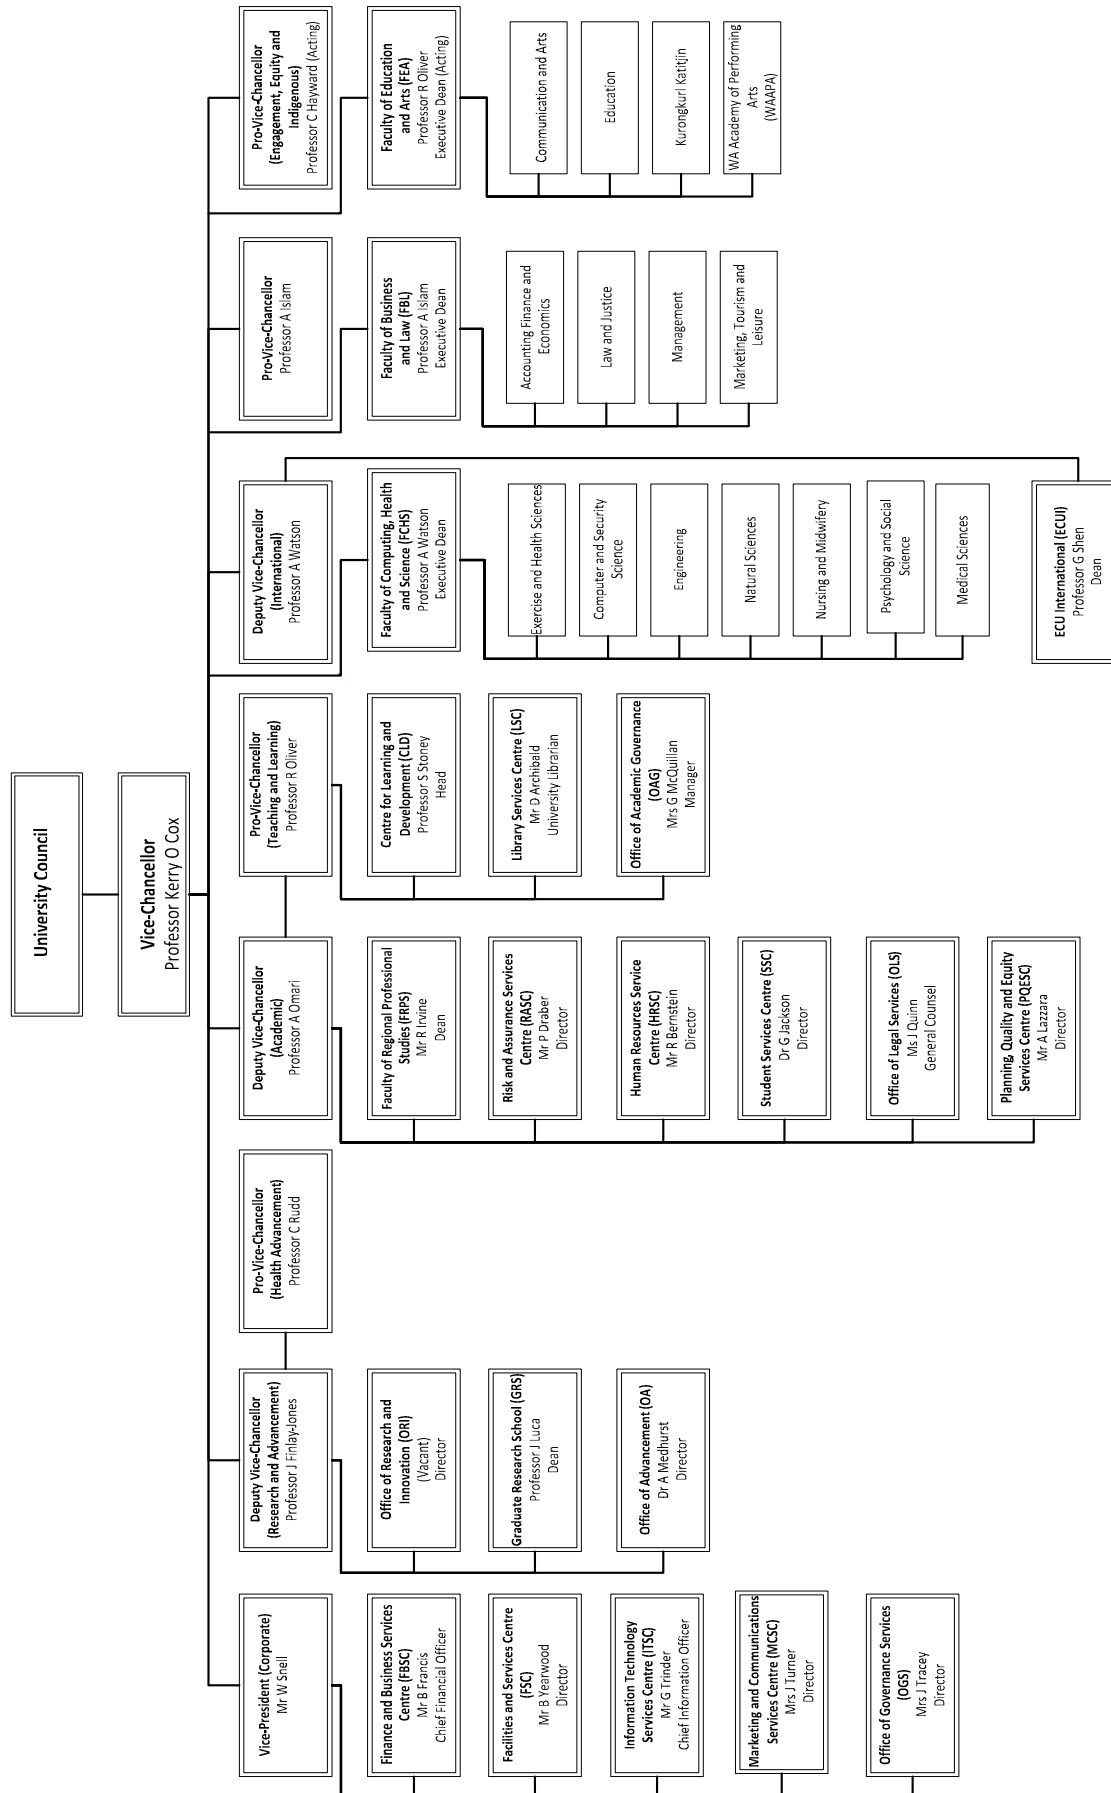 University Council
Vice-Chancellor
Professor Kerry O Cox
Vice-President (Corporate)
Mr W Snell
Finance and Business Services
Centre (FBSC)
Mr B Francis
Chief Financial Officer
Facilities and Services Centre
(FSC)
Mr B Yearwood
Director
Information Technology
Services Centre (ITSC)
Mr G Trinder
Chief Information Officer
Marketing and Communications
Services Centre (MCSC)
Mrs J Turner
Director
Office of Governance Services
(OGS)
Mrs J Tracey
Director
Deputy Vice-Chancellor
(Research and Advancement)
Professor J Finlay-Jones
Office of Research and
Innovation (ORI)
(Vacant)
Director
Graduate Research School (GRS)
Professor J Luca
Dean
Office of Advancement (OA)
Dr A Medhurst
Director
Pro-Vice-Chancellor
(Health Advancement)
Professor C Rudd
Deputy Vice-Chancellor
(Academic)
Professor A Omari
Faculty of Regional Professional
Studies (FRPS)
Mr R Irvine
Dean
Risk and Assurance Services
Centre (RASC)
Mr P Draber
Director
Human Resources Service
Centre (HRSC)
Mr R Bernstein
Director
Student Services Centre (SSC)
Dr G Jackson
Director
Office of Legal Services (OLS)
Ms J Quinn
General Counsel
Planning, Quality and Equity
Services Centre (PQESC)
Mr A Lazzara
Director
Pro-Vice-Chancellor
(Teaching and Learning)
Professor R Oliver
Centre for Learning and
Development (CLD)
Professor S Stoney
Head
Library Services Centre (LSC)
Mr D Archibald
University Librarian
Office of Academic Governance
(OAG)
Mrs G McQuillan
Manager
Deputy Vice-Chancellor
(International)
Professor A Watson
Faculty of Computing, Health
and Science (FCHS)
Professor A Watson
Executive Dean
Exercise and Health Sciences
Computer and Security
Science
Engineering
Natural Sciences
Nursing and Midwifery
Psychology and Social
Science
Medical Sciences
ECU International (ECUI)
Professor G Shen
Dean
Pro-Vice-Chancellor
Professor A Islam
Faculty of Business
and Law (FBL)
Professor A Islam
Executive Dean
Accounting Finance and
Economics
Law and Justice
Management
Marketing, Tourism and
Leisure
Pro-Vice-Chancellor
(Engagement, Equity and
Indigenous)
Professor C Hayward (Acting)
Faculty of Education
and Arts (FEA)
Professor R Oliver
Executive Dean (Acting)
Communication and Arts
Education
Kurongkurl Katitjin
WA Academy of Performing
Arts
(WAAPA)